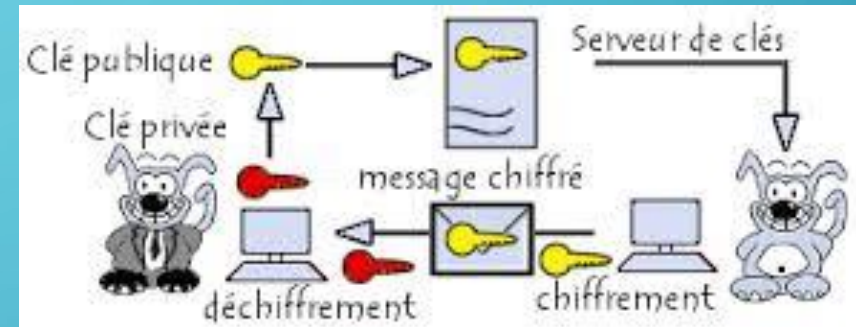 Clé publique
Serveur de clés
Clé privée
message chiffré
déchiffrement
chiffrement